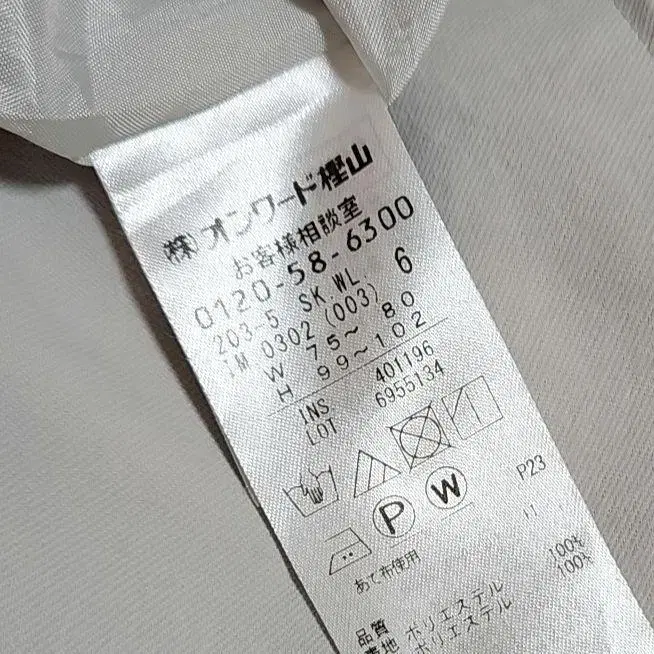 (株)オンワード樫山
お客様相談室
0120-58-6300
203-5 SK.WL. 6
IM 0302 (003)
W 75～ 80
H 99～102
INS. 401196
LOT 6955134
P W
P23
あて布使用
品質
表地 ポリエステル 100%
ポリエステル 100%